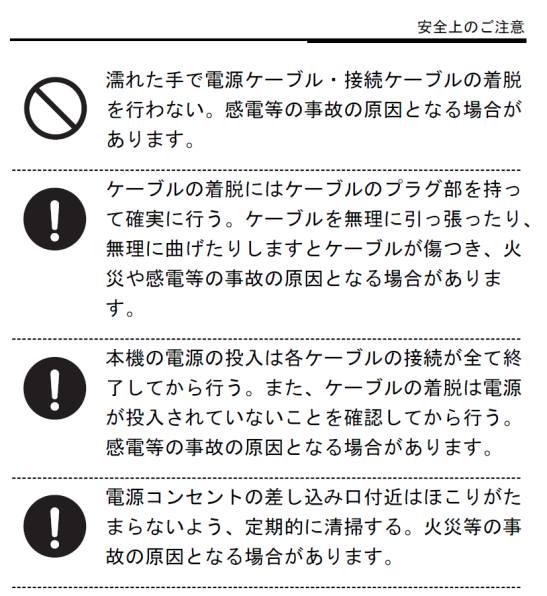 安全上のご注意
濡れた手で電源ケーブル・接続ケーブルの着脱
を行わない。感電等の事故の原因となる場合が
あります。
ケーブルの着脱にはケーブルのプラグ部を持っ
て確実に行う。ケーブルを無理に引っ張ったり、
無理に曲げたりしますとケーブルが傷つき、火
災や感電等の事故の原因となる場合がありま
す。
本機の電源の投入は各ケーブルの接続が全て終
了してから行う。また、ケーブルの着脱は電源
が投入されていないことを確認してから行う。
感電等の事故の原因となる場合があります。
電源コンセントの差し込み口付近はほこりがた
まらないよう、定期的に清掃する。火災等の事
故の原因となる場合があります。